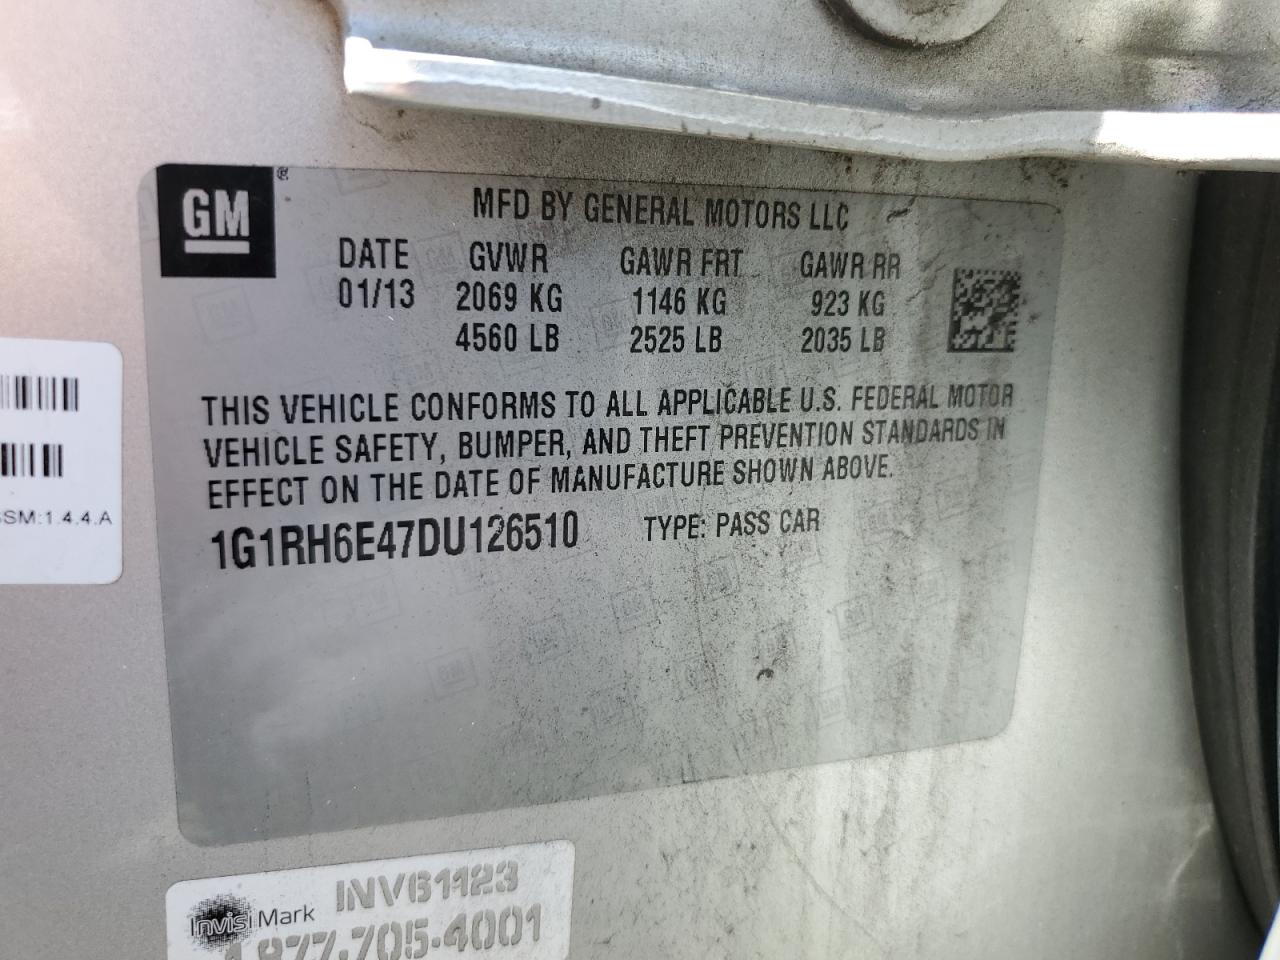 GM®
MFD BY GENERAL MOTORS LLC
DATE GVWR GAWR FRT GAWR RR
01/13 2069 KG 1146 KG 923 KG
4560 LB 2525 LB 2035 LB
THIS VEHICLE CONFORMS TO ALL APPLICABLE U.S. FEDERAL MOTOR
VEHICLE SAFETY, BUMPER, AND THEFT PREVENTION STANDARDS IN
EFFECT ON THE DATE OF MANUFACTURE SHOWN ABOVE.
1G1RH6E47DU126510 TYPE: PASS CAR
SSM:1.4.4.A
INV61123
InvisiMark
1.877.705.4001